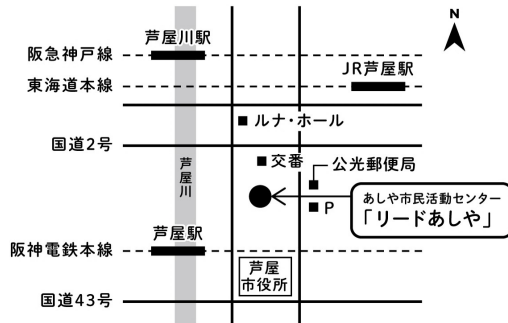 N
芦屋川駅
阪急神戸線
JR芦屋駅
東海道本線
ルナ・ホール
国道2号
交番
公光郵便局
芦屋川
あしや市民活動センター
「リードあしや」
P
芦屋駅
阪神電鉄本線
芦屋
市役所
国道43号